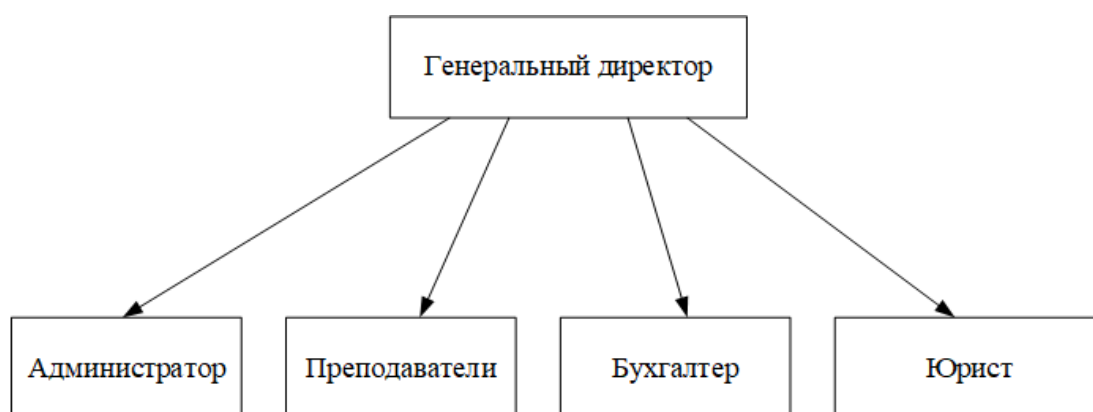 Генеральный директор
Администратор
Преподаватели
Бухгалтер
Юрист